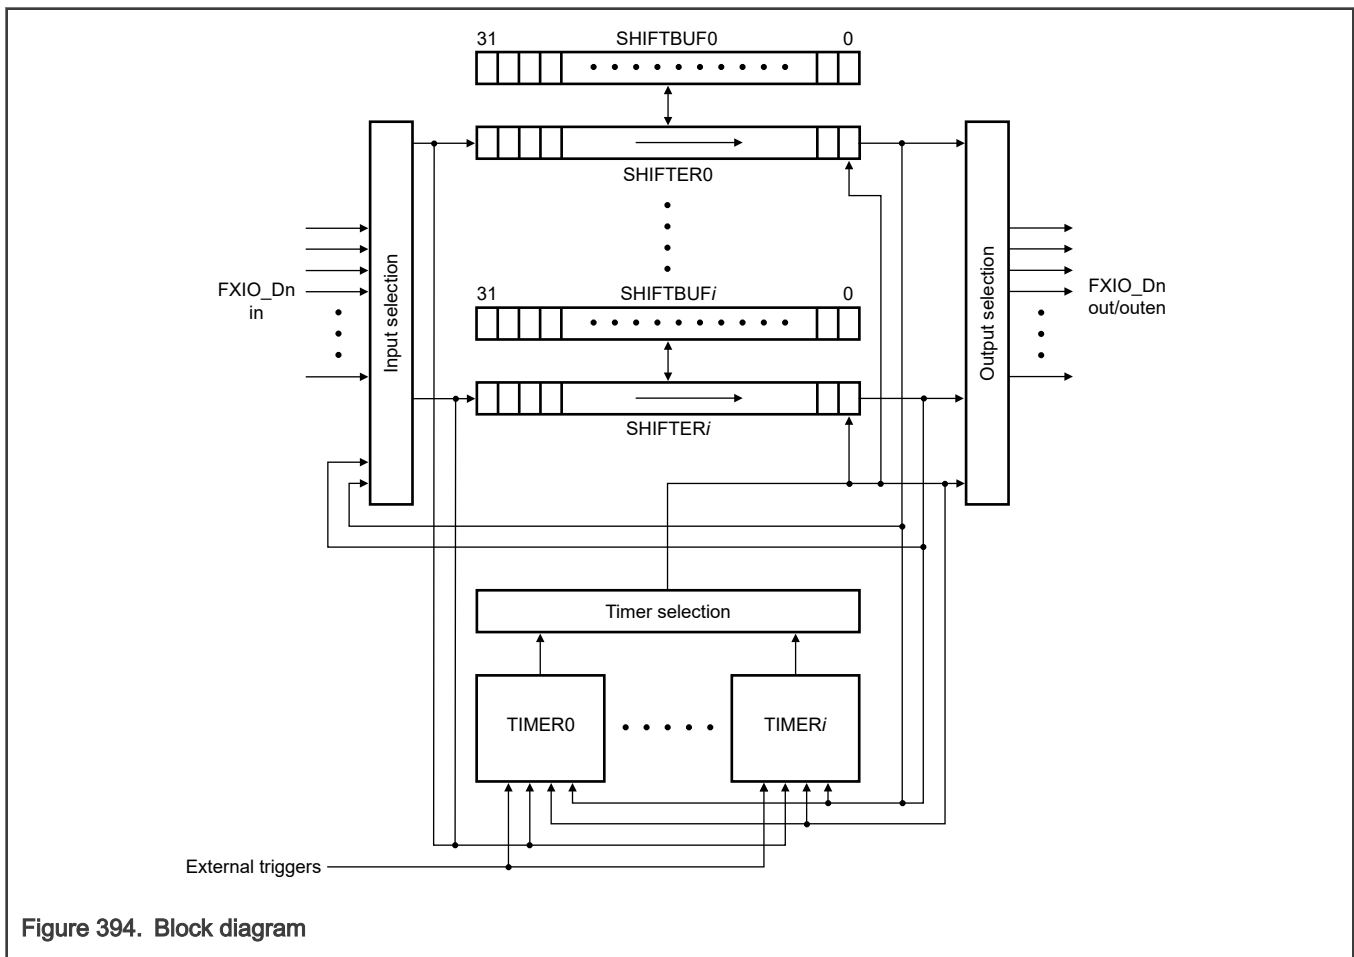 31 SHIFTBUF0 0
SHIFTER0
FXIO_Dn
in
Input selection
31 SHIFTBUFi 0
SHIFTERi
Output selection
FXIO_Dn
out/outen
Timer selection
TIMER0
TIMERi
External triggers
Figure 394. Block diagram